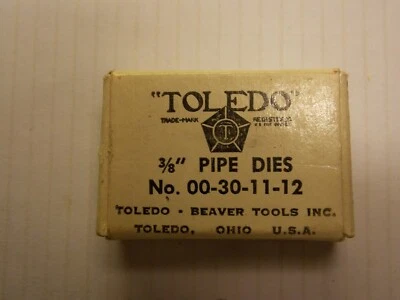 "TOLEDO"
TRADE-MARK
T
3/8" PIPE DIES
No. 00-30-11-12
TOLEDO - BEAVER TOOLS INC.
TOLEDO, OHIO U.S.A.